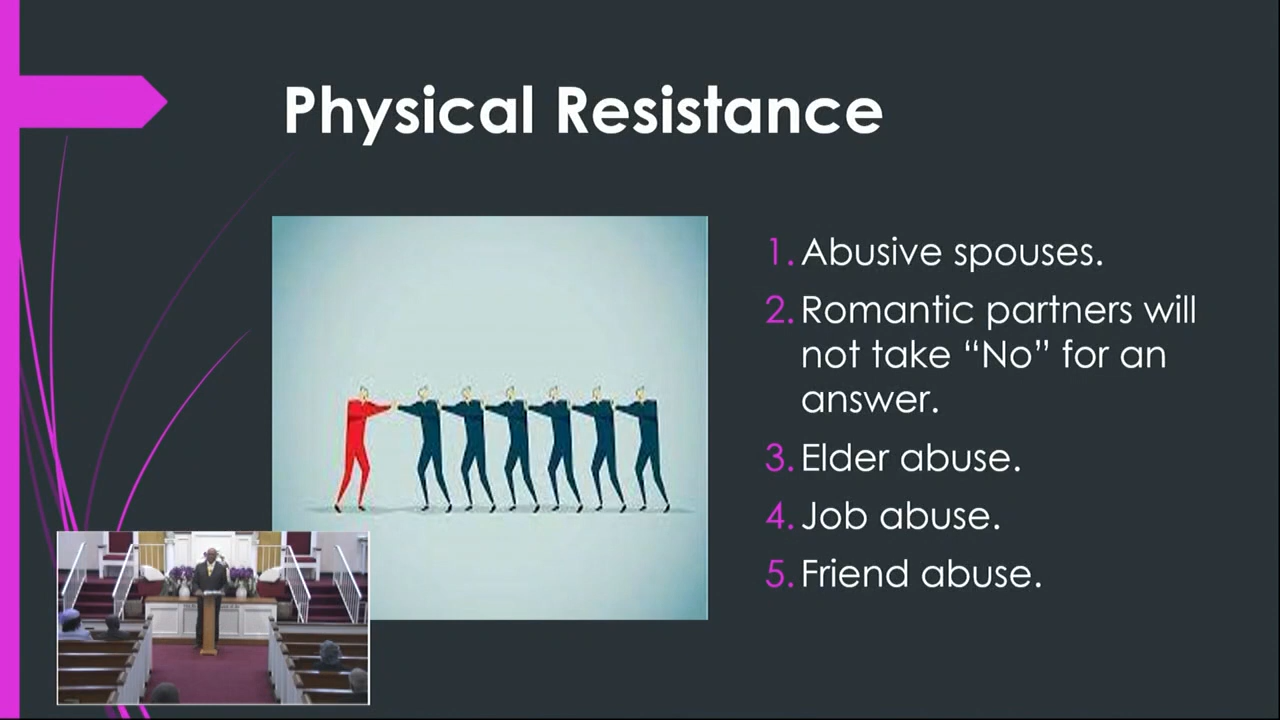 Physical Resistance
1. Abusive spouses.
2. Romantic partners will
not take “No” for an
answer.
3. Elder abuse.
4. Job abuse.
5. Friend abuse.